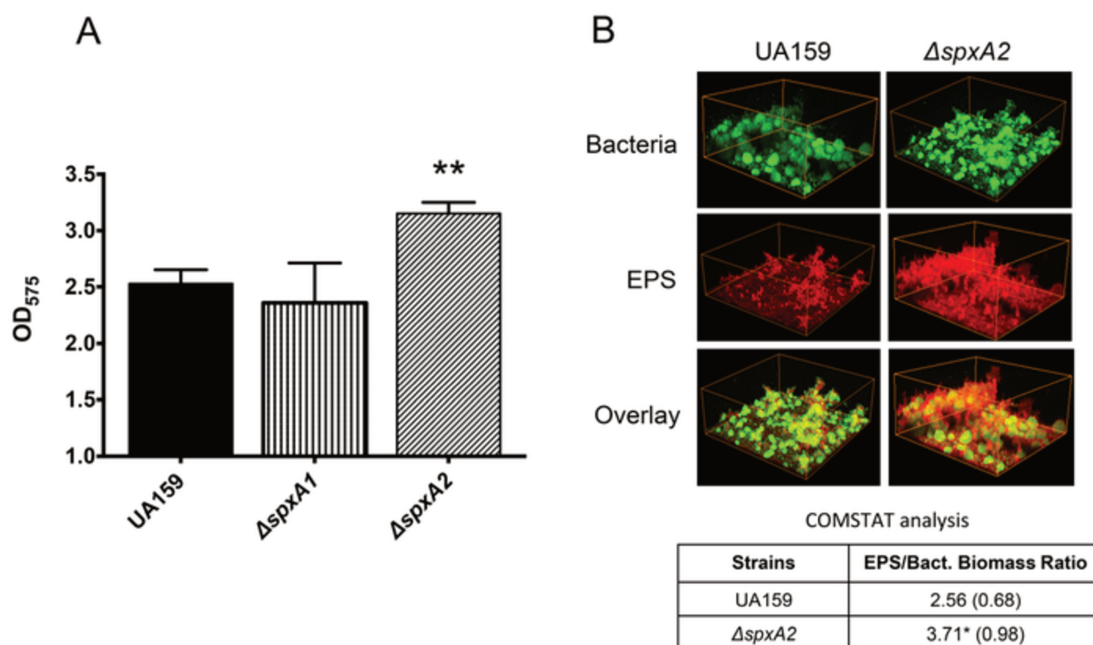 A
3.5
3.0
2.5
2.0
1.5
1.0
OD575
**
UA159
ΔspxA1
ΔspxA2
B
UA159 ΔspxA2
Bacteria
EPS
Overlay
COMSTAT analysis
Strains EPS/Bact. Biomass Ratio
UA159 2.56 (0.68)
ΔspxA2 3.71* (0.98)